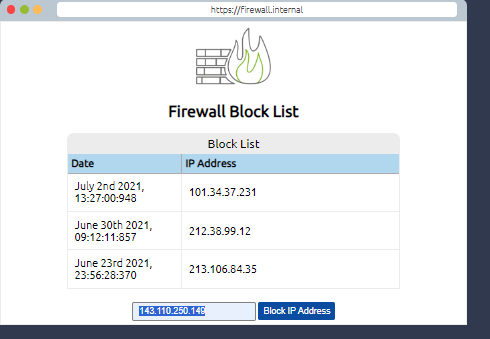 https://firewall.internal
Firewall Block List
Block List
Date IP Address
July 2nd 2021,
13:27:00:948 101.34.37.231
June 30th 2021,
09:12:11:857 212.38.99.12
June 23rd 2021,
23:56:28:370 213.106.84.35
143.110.250.149 Block IP Address